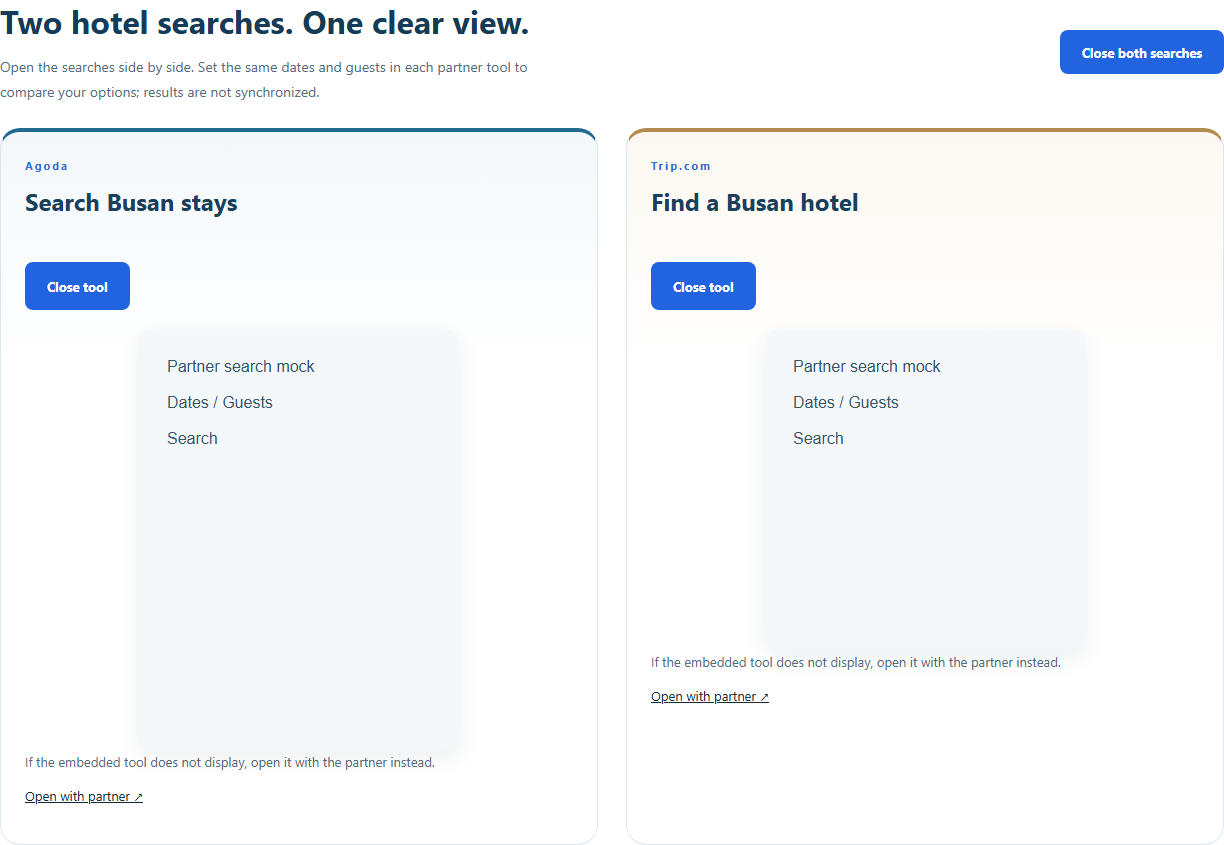 Two hotel searches. One clear view.
Open the searches side by side. Set the same dates and guests in each partner tool to
compare your options; results are not synchronized.
Close both searches
Agoda
Search Busan stays
Close tool
Partner search mock
Dates / Guests
Search
If the embedded tool does not display, open it with the partner instead.
Open with partner ↗
Trip.com
Find a Busan hotel
Close tool
Partner search mock
Dates / Guests
Search
If the embedded tool does not display, open it with the partner instead.
Open with partner ↗